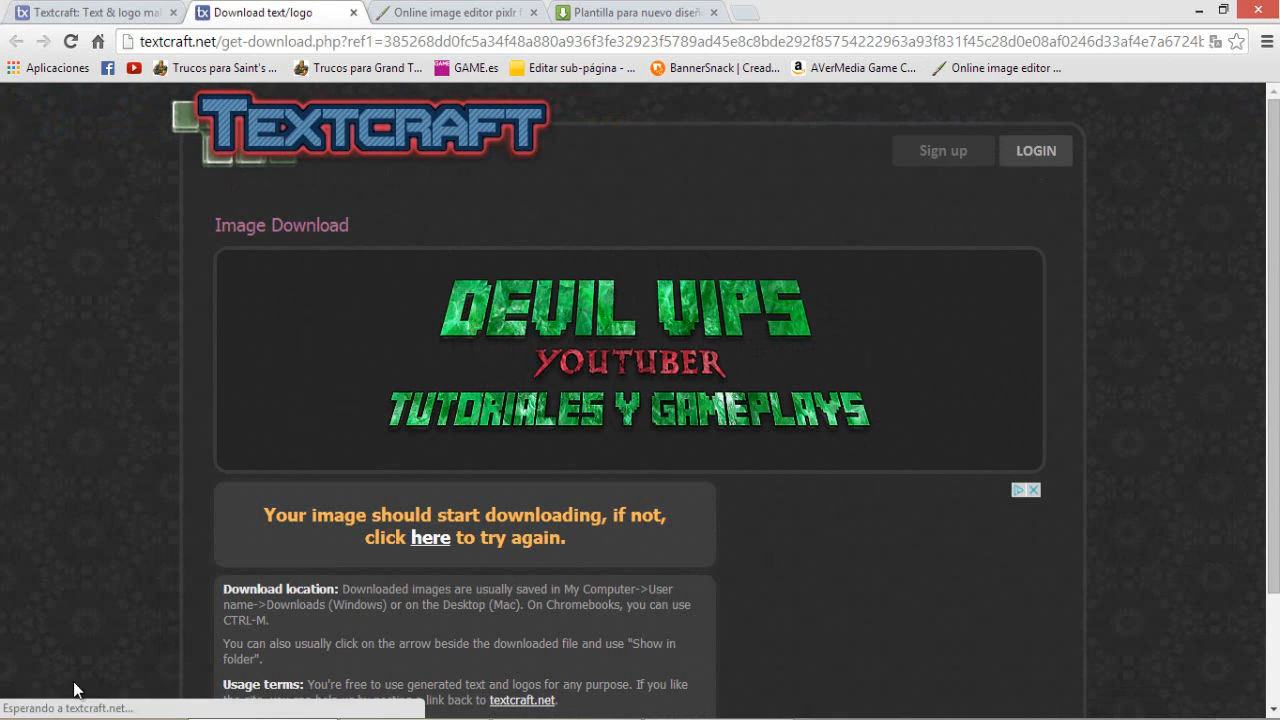 Textcraft: Text & logo mal
Download text/logo
Online image editor pixlr f
Plantilla para nuevo diseñ
textcraft.net/get-download.php?ref1=385268dd0fc5a34f48a880a936f3fe32923f5789ad45e8c8bde292f85754222963a93f831f45c28d0e08af0246d33af4e7a6724b
Aplicaciones
Trucos para Saint's ...
Trucos para Grand T...
GAME.es
Editar sub-página - ...
BannerSnack | Cread...
AVerMedia Game C...
Online image editor ...
TEXTCRAFT
Sign up
LOGIN
Image Download
DEVIL VIPS
YOUTUBER
TUTORIALES Y GAMEPLAYS
Your image should start downloading, if not,
click here to try again.
Download location: Downloaded images are usually saved in My Computer->User
name->Downloads (Windows) or on the Desktop (Mac). On Chromebooks, you can use
CTRL-M.
You can also usually click on the arrow beside the downloaded file and use "Show in
folder".
Usage terms: You're free to use generated text and logos for any purpose. If you like
link back to textcraft.net.
Esperando a textcraft.net...